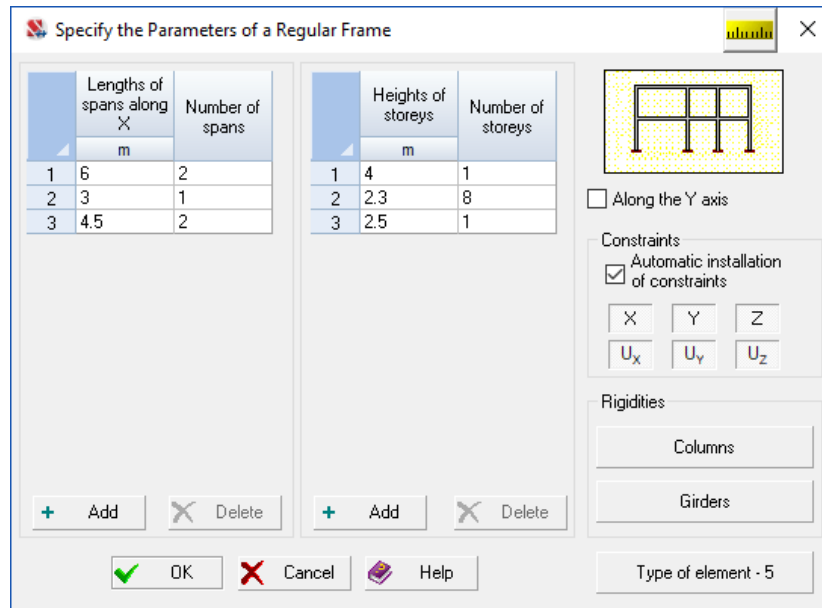 Specify the Parameters of a Regular Frame
Lengths of
spans along
X
Number of
spans
m
1 6 2
2 3 1
3 4.5 2
+ Add
Delete
Heights of
storeys
Number of
storeys
m
1 4 1
2 2.3 8
3 2.5 1
+ Add
Delete
Along the Y axis
Constraints
Automatic installation
of constraints
X Y Z
UX UY UZ
Rigidities
Columns
Girders
OK
Cancel
Help
Type of element - 5